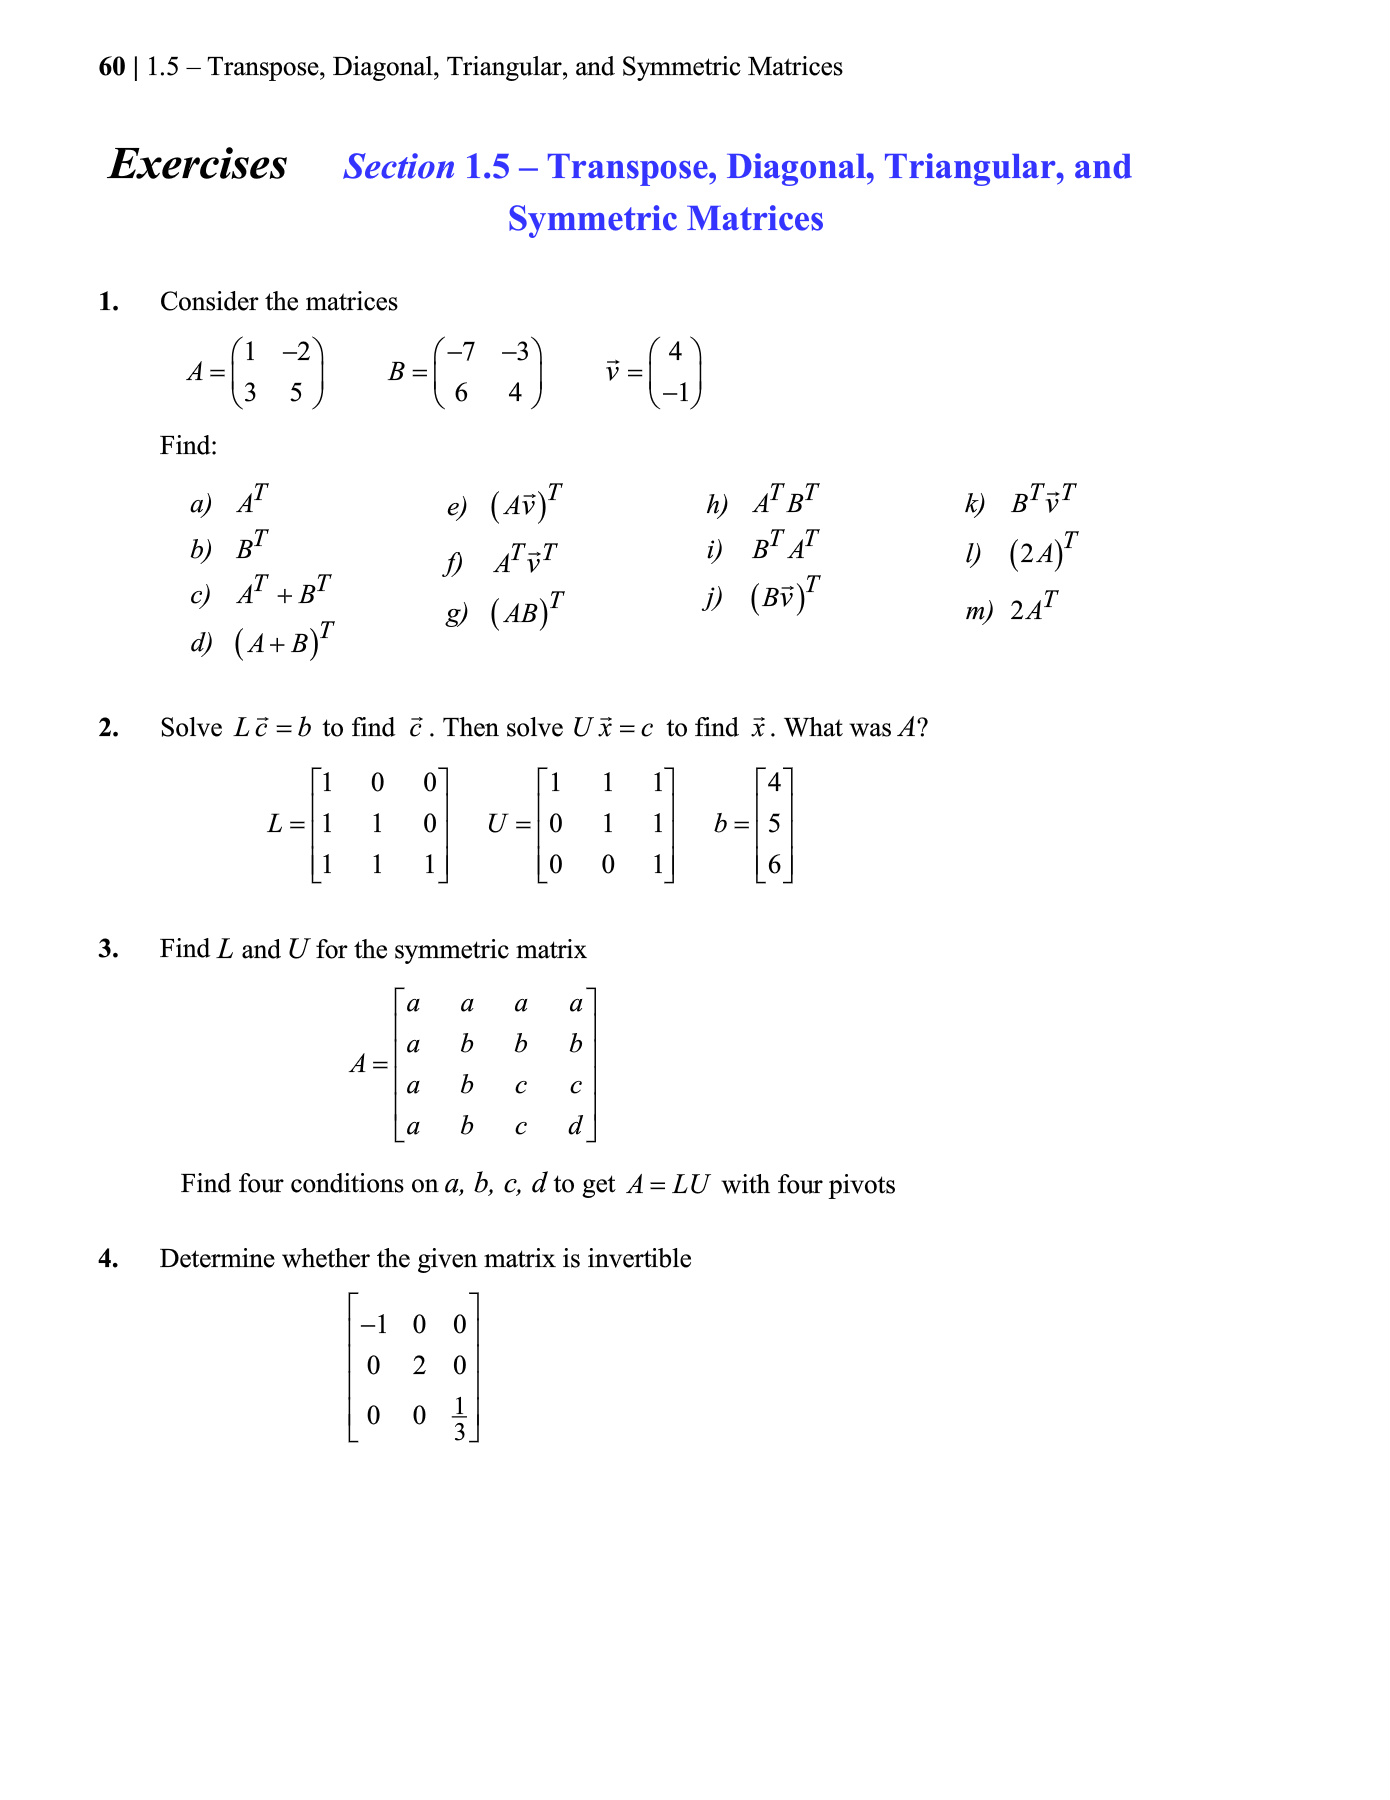 60 | 1.5 – Transpose, Diagonal, Triangular, and Symmetric Matrices
Exercises Section 1.5 – Transpose, Diagonal, Triangular, and
Symmetric Matrices
1. Consider the matrices
A = \begin{pmatrix} 1 & -2 \\ 3 & 5 \end{pmatrix} B = \begin{pmatrix} -7 & -3 \\ 6 & 4 \end{pmatrix} \vec{v} = \begin{pmatrix} 4 \\ -1 \end{pmatrix}
Find:
a) A^T
b) B^T
c) A^T + B^T
d) (A + B)^T
e) (A\vec{v})^T
f) A^T \vec{v}^T
g) (AB)^T
h) A^T B^T
i) B^T A^T
j) (B\vec{v})^T
k) B^T \vec{v}^T
l) (2A)^T
m) 2A^T
2. Solve L\vec{c} = b to find \vec{c}. Then solve U\vec{x} = c to find \vec{x}. What was A?
L = \begin{bmatrix} 1 & 0 & 0 \\ 1 & 1 & 0 \\ 1 & 1 & 1 \end{bmatrix} U = \begin{bmatrix} 1 & 1 & 1 \\ 0 & 1 & 1 \\ 0 & 0 & 1 \end{bmatrix} b = \begin{bmatrix} 4 \\ 5 \\ 6 \end{bmatrix}
3. Find L and U for the symmetric matrix
A = \begin{bmatrix} a & a & a & a \\ a & b & b & b \\ a & b & c & c \\ a & b & c & d \end{bmatrix}
Find four conditions on a, b, c, d to get A = LU with four pivots
4. Determine whether the given matrix is invertible
\begin{bmatrix} -1 & 0 & 0 \\ 0 & 2 & 0 \\ 0 & 0 & \frac{1}{3} \end{bmatrix}